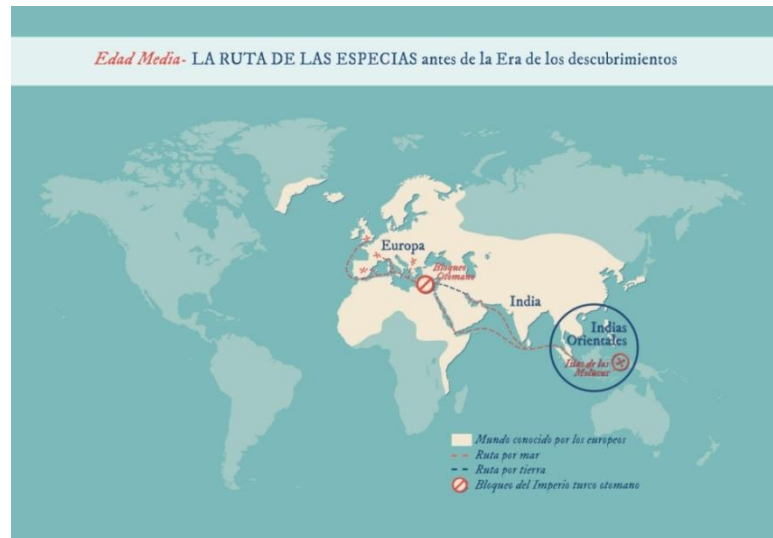 Edad Media- LA RUTA DE LAS ESPECIAS antes de la Era de los descubrimientos
Europa
Bloqueo
Otomano
India
Indias
Orientales
Islas de las
Molucas
Mundo conocido por los europeos
Ruta por mar
Ruta por tierra
Bloqueo del Imperio turco otomano